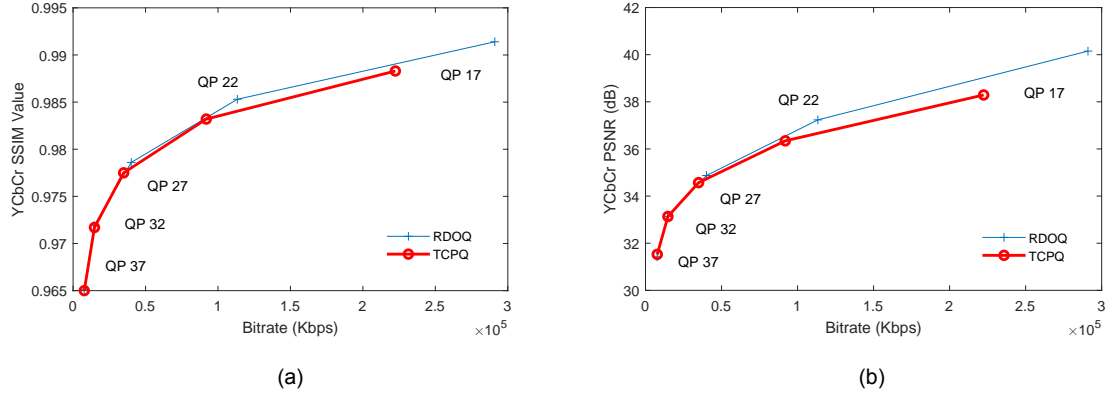 0.995
0.99
0.985
0.98
0.975
0.97
0.965
YCbCr SSIM Value
QP 17
QP 22
QP 27
QP 32
QP 37
RDOQ
TCPQ
0 0.5 1 1.5 2 2.5 3
Bitrate (Kbps)
×10^5
(a)
42
40
38
36
34
32
30
YCbCr PSNR (dB)
QP 17
QP 22
QP 27
QP 32
QP 37
RDOQ
TCPQ
0 0.5 1 1.5 2 2.5 3
Bitrate (Kbps)
×10^5
(b)